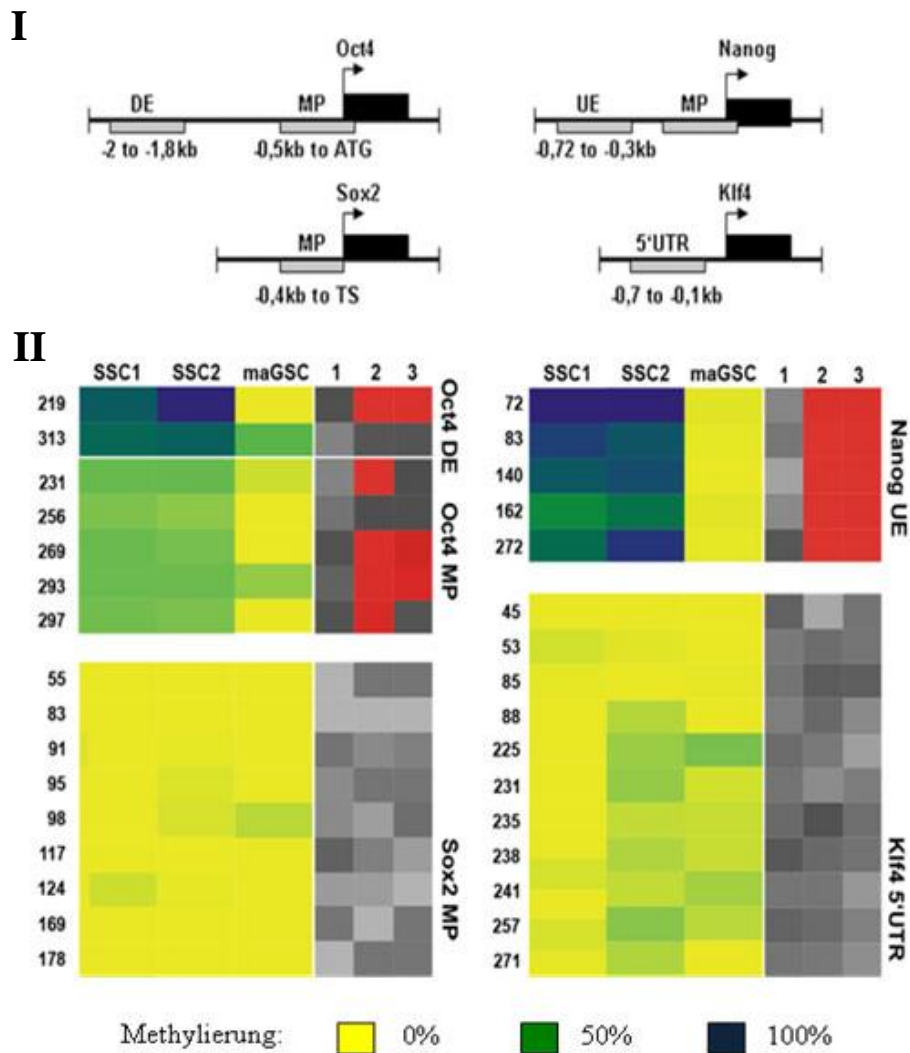 I
Oct4
DE
MP
-2 to -1,8kb
-0,5kb to ATG
Nanog
UE
MP
-0,72 to -0,3kb
Sox2
MP
-0,4kb to TS
Klf4
5'UTR
-0,7 to -0,1kb
II
SSC1 SSC2 maGSC 1 2 3
219
313
Oct4 DE
231
256
269
293
297
Oct4 MP
55
83
91
95
98
117
124
169
178
Sox2 MP
SSC1 SSC2 maGSC 1 2 3
72
83
140
162
272
Nanog UE
45
53
85
88
225
231
235
238
241
257
271
Klf4 5'UTR
Methylierung: 0% 50% 100%